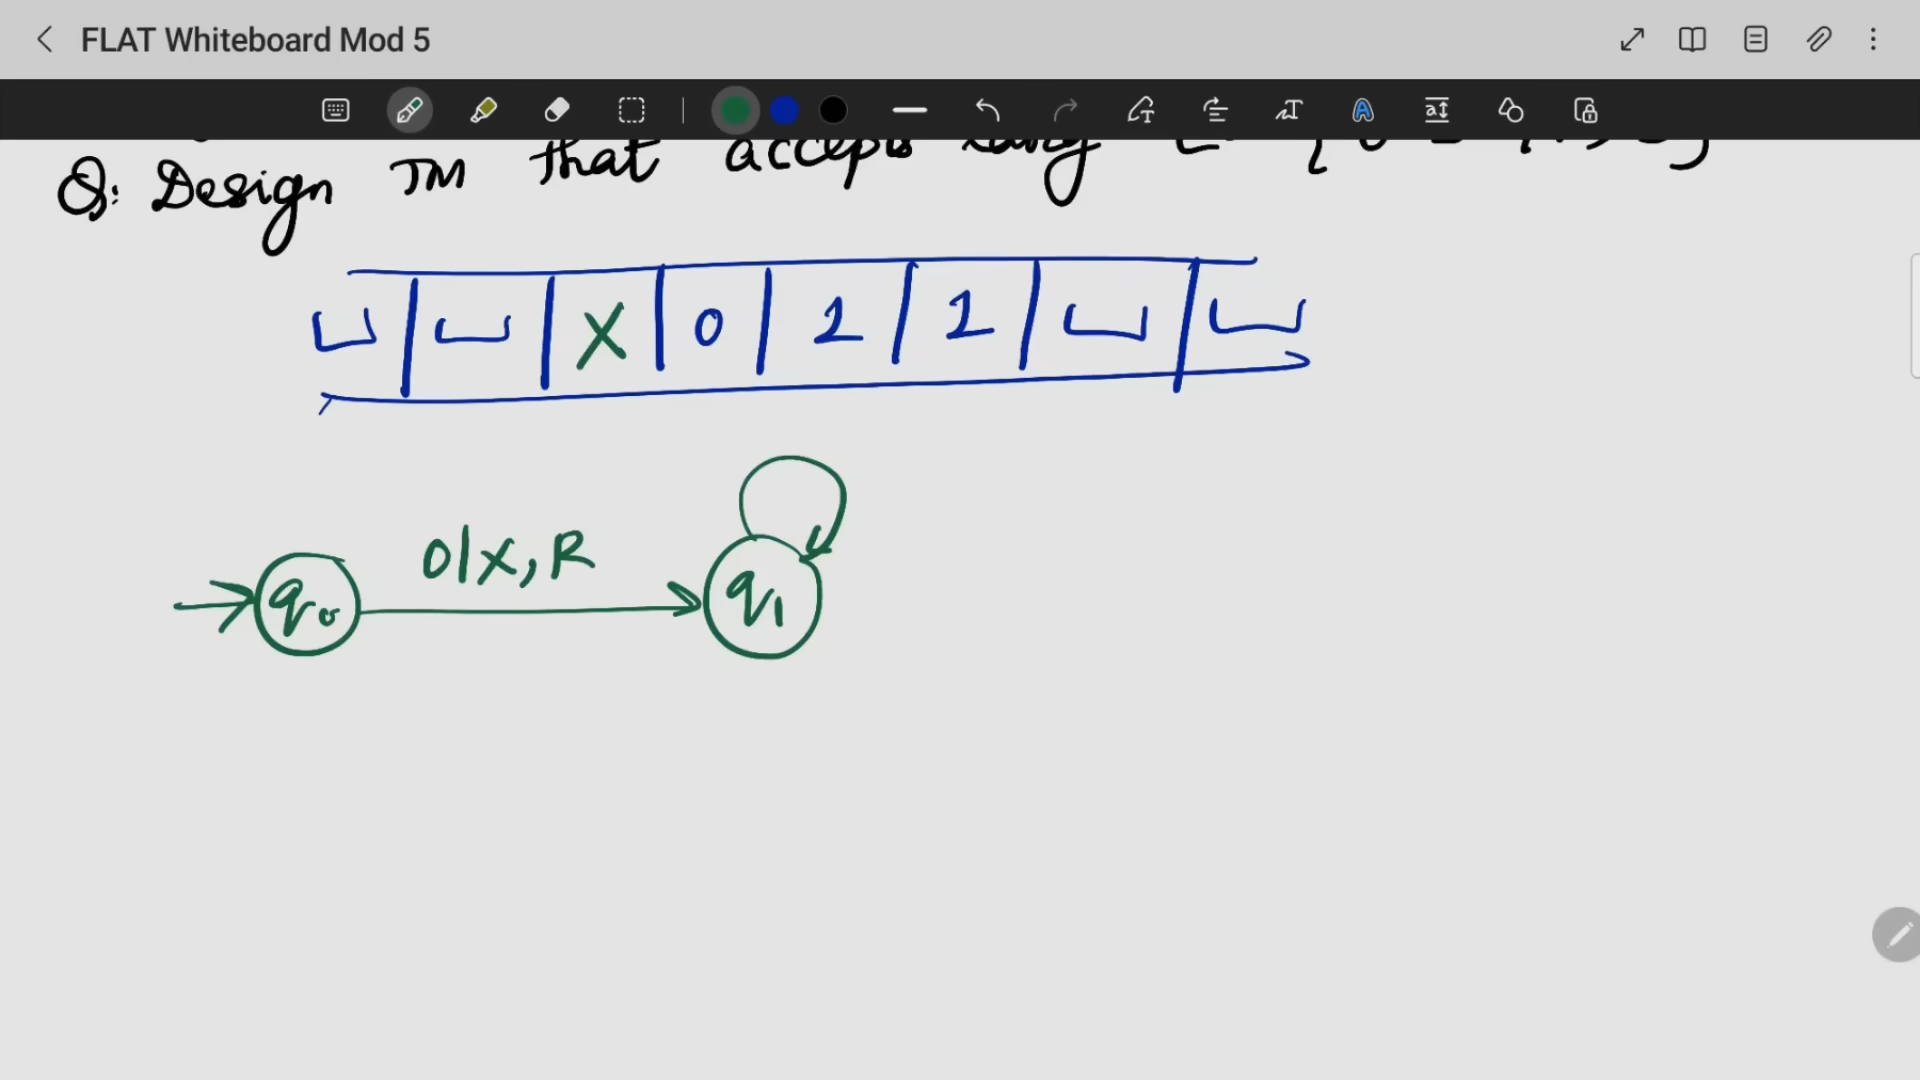 FLAT Whiteboard Mod 5
Q: Design TM that accepts
⊔ ⊔ X 0 1 1 ⊔ ⊔
0/X, R
q₀ q₁